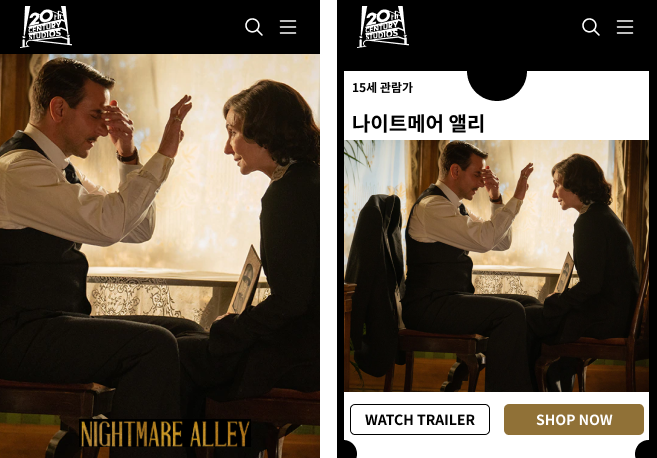 20TH
CENTURY
STUDIOS
NIGHTMARE ALLEY
20TH
CENTURY
STUDIOS
15세 관람가
나이트메어 앨리
WATCH TRAILER
SHOP NOW